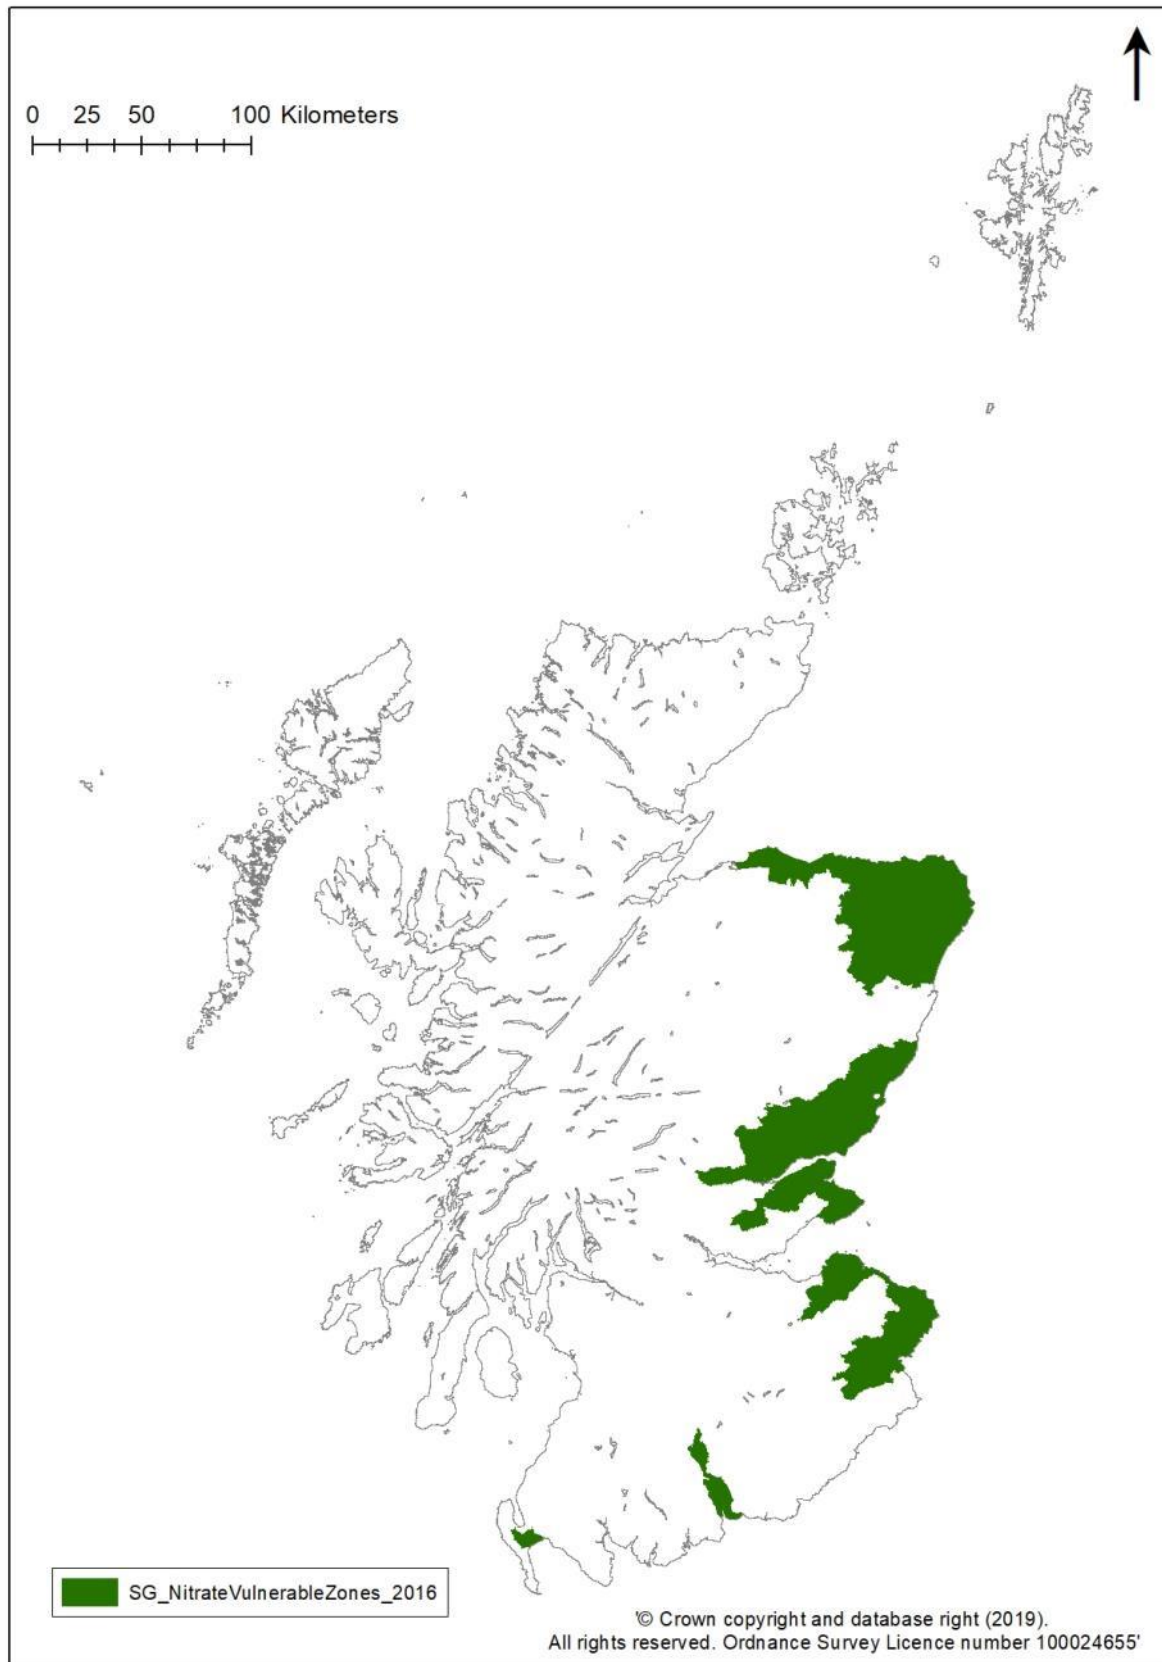 0 25 50 100 Kilometers
SG_NitrateVulnerableZones_2016
'© Crown copyright and database right (2019).
All rights reserved. Ordnance Survey Licence number 100024655'